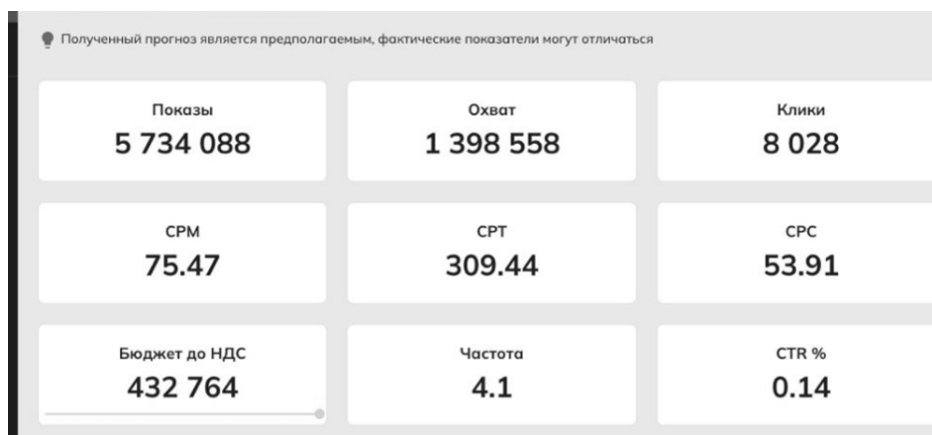 Полученный прогноз является предполагаемым, фактические показатели могут отличаться
Показы
5 734 088
Охват
1 398 558
Клики
8 028
CPM
75.47
CPT
309.44
CPC
53.91
Бюджет до НДС
432 764
Частота
4.1
CTR %
0.14